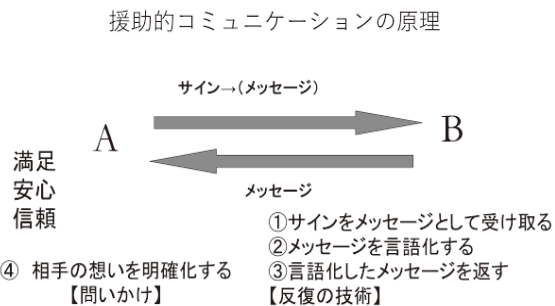 援助的コミュニケーションの原理
サイン→(メッセージ)
A
B
メッセージ
満足
安心
信頼
①サインをメッセージとして受け取る
②メッセージを言語化する
③言語化したメッセージを返す
【反復の技術】
④ 相手の想いを明確化する
【問いかけ】